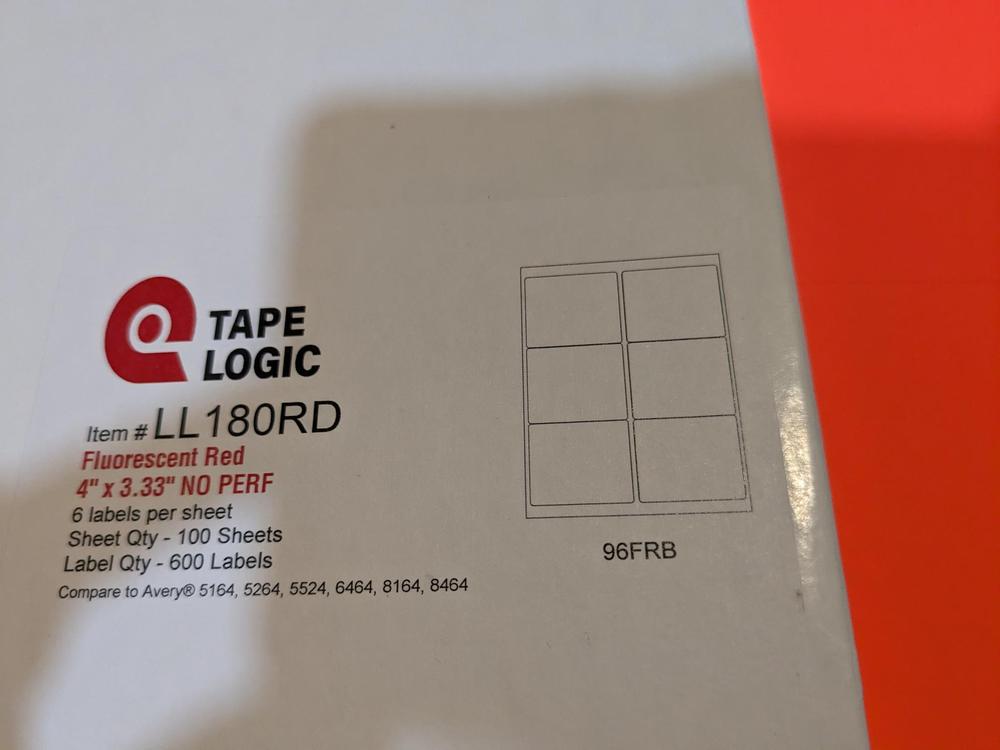 TAPE
LOGIC
Item # LL180RD
Fluorescent Red
4" x 3.33" NO PERF
6 labels per sheet
Sheet Qty - 100 Sheets
Label Qty - 600 Labels
Compare to Avery® 5164, 5264, 5524, 6464, 8164, 8464
96FRB